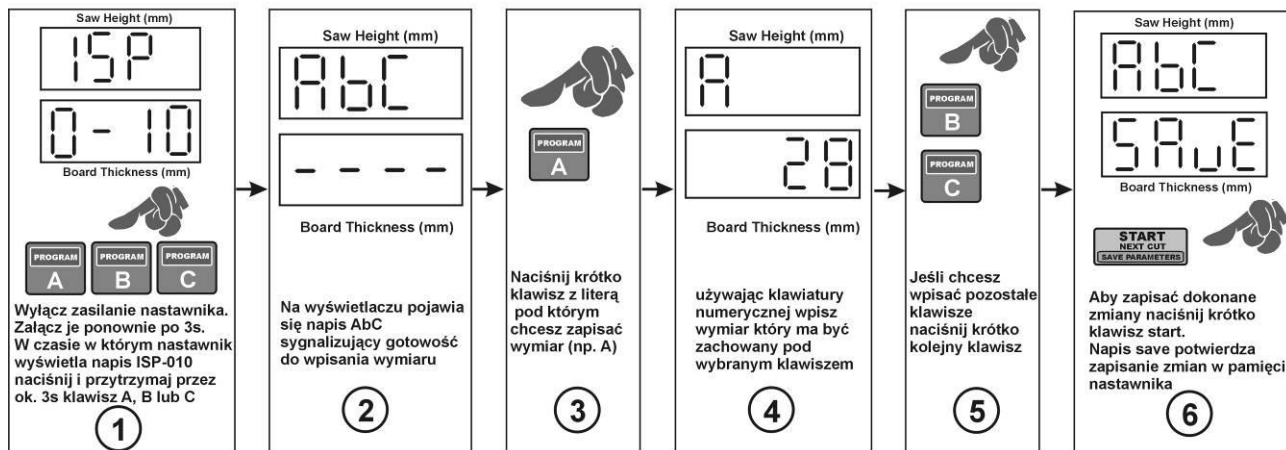 Saw Height (mm)
ISP
0-10
Board Thickness (mm)
PROGRAM
A
PROGRAM
B
PROGRAM
C
Wyłącz zasilanie nastawnika.
Załącz je ponownie po 3s.
W czasie w którym nastawnik
wyświetla napis ISP-010
naciśnij i przytrzymaj przez
ok. 3s klawisz A, B lub C
1
Saw Height (mm)
AbC
- - - -
Board Thickness (mm)
Na wyświetlaczu pojawia
się napis AbC
sygnalizujący gotowość
do wpisania wymiaru
2
PROGRAM
A
Naciśnij krótko
klawisz z literą
pod którym
chcesz zapisać
wymiar (np. A)
3
Saw Height (mm)
A
28
Board Thickness (mm)
używając klawiatury
numerycznej wpisz
wymiar który ma być
zachowany pod
wybranym klawiszem
4
PROGRAM
B
PROGRAM
C
Jeśli chcesz
wpisać pozostałe
klawisze
naciśnij krótko
kolejny klawisz
5
Saw Height (mm)
AbC
SAvE
Board Thickness (mm)
START
NEXT CUT
SAVE PARAMETERS
Aby zapisać dokonane
zmiany naciśnij krótko
klawisz start.
Napis save potwierdza
zapisanie zmian w pamięci
nastawnika
6